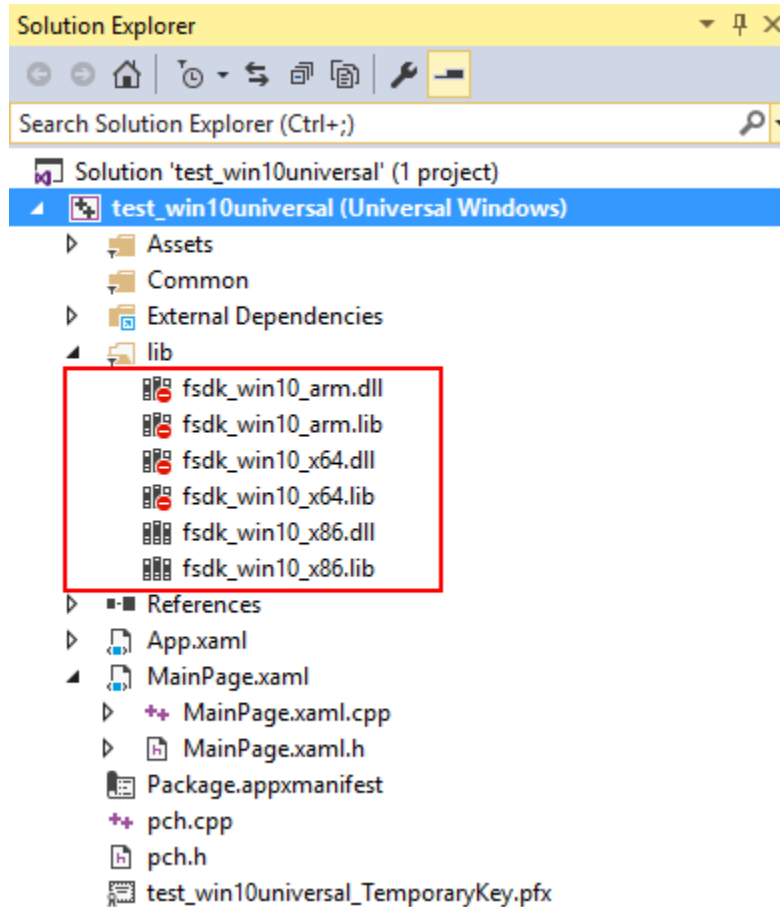 Solution Explorer
Search Solution Explorer (Ctrl+;)
Solution 'test_win10universal' (1 project)
test_win10universal (Universal Windows)
Assets
Common
External Dependencies
lib
fsdk_win10_arm.dll
fsdk_win10_arm.lib
fsdk_win10_x64.dll
fsdk_win10_x64.lib
fsdk_win10_x86.dll
fsdk_win10_x86.lib
References
App.xaml
MainPage.xaml
MainPage.xaml.cpp
MainPage.xaml.h
Package.appxmanifest
pch.cpp
pch.h
test_win10universal_TemporaryKey.pfx